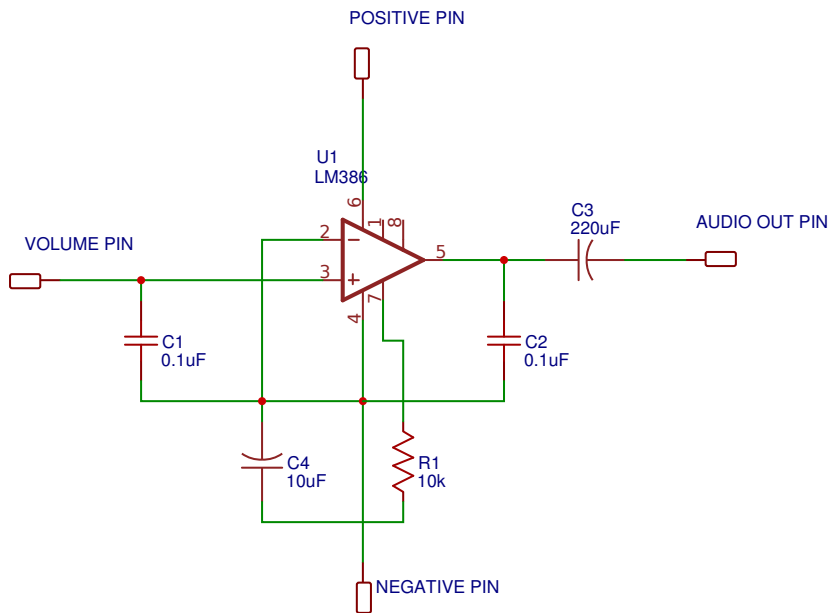 POSITIVE PIN
U1
LM386
6
1
8
2
3
5
7
4
C3
220uF
AUDIO OUT PIN
VOLUME PIN
C1
0.1uF
C2
0.1uF
C4
10uF
R1
10k
NEGATIVE PIN